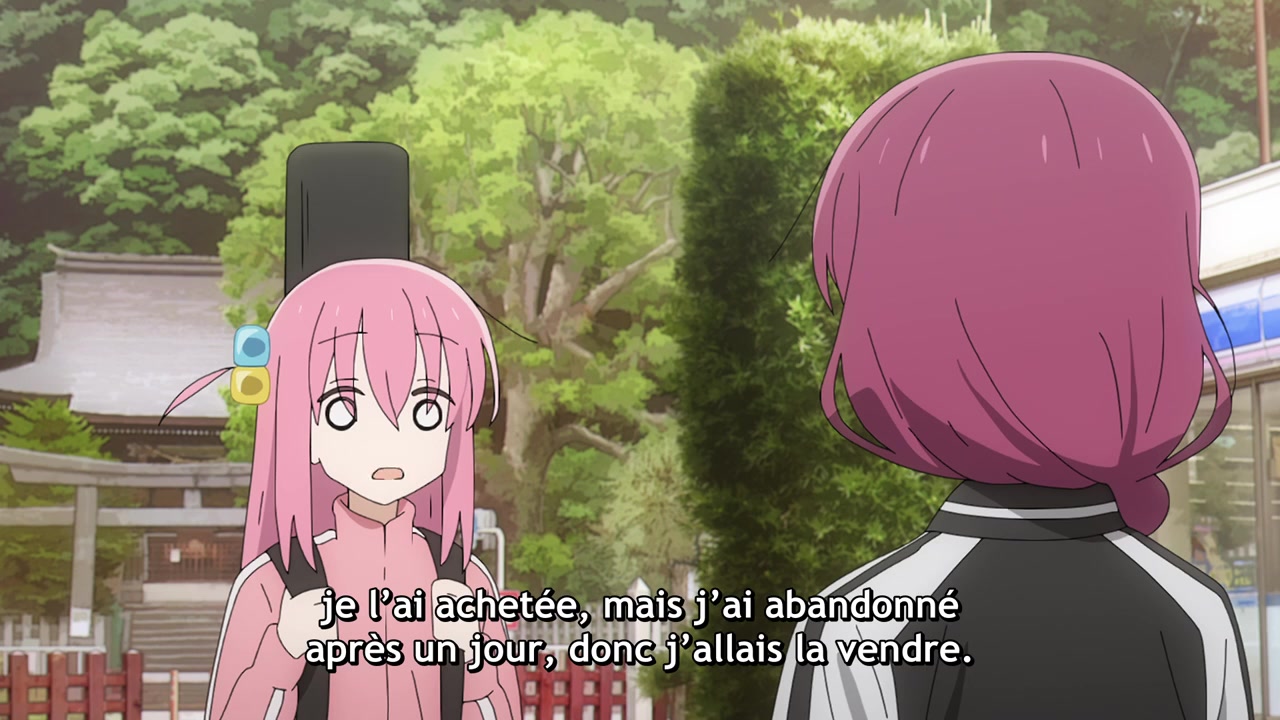 je l’ai achetée, mais j’ai abandonné
après un jour, donc j’allais la vendre.